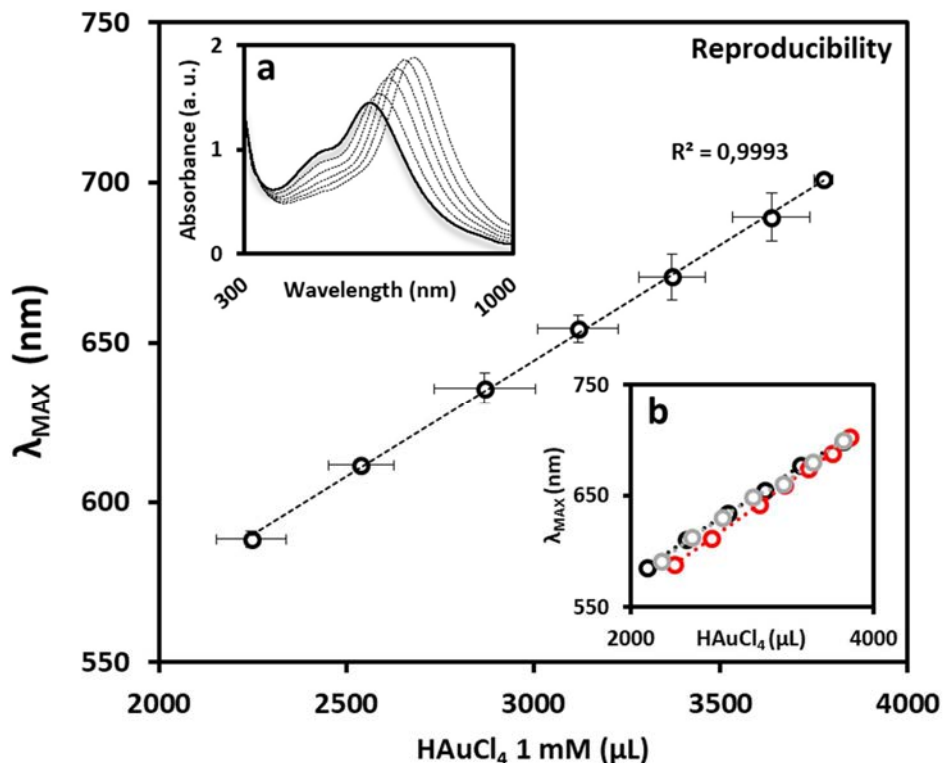 Reproducibility
R² = 0,9993
λMAX (nm)
750
700
650
600
550
2000
2500
3000
3500
4000
HAuCl₄ 1 mM (µL)
a
Absorbance (a. u.)
2
1
0
300
Wavelength (nm)
1000
b
λMAX (nm)
750
650
550
2000
HAuCl₄ (µL)
4000